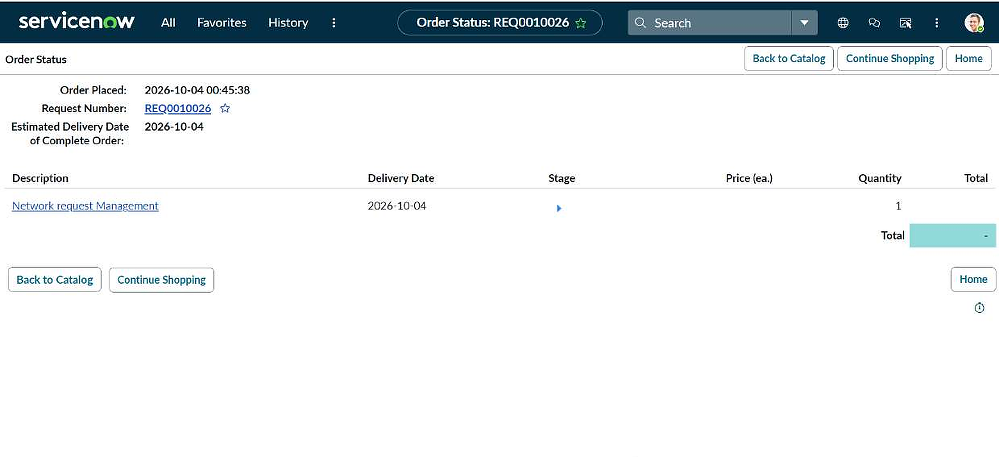 servicenow All Favorites History Order Status: REQ0010026 Search
Order Status Back to Catalog Continue Shopping Home
Order Placed: 2026-10-04 00:45:38
Request Number: REQ0010026
Estimated Delivery Date 2026-10-04
of Complete Order:
Description Delivery Date Stage Price (ea.) Quantity Total
Network request Management 2026-10-04 1
Total -
Back to Catalog Continue Shopping Home